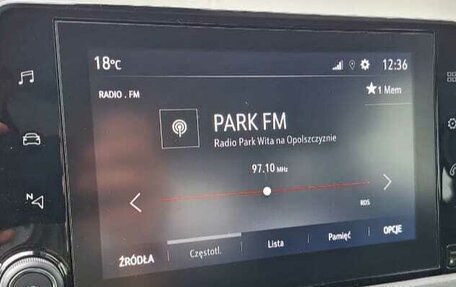 18°C 12:36
RADIO . FM
★1 Mem
PARK FM
Radio Park Wita na Opolszczyznie
97.10 MHz
RDS
ŹRÓDŁA Częstotl. Lista Pamięć OPCJE
N